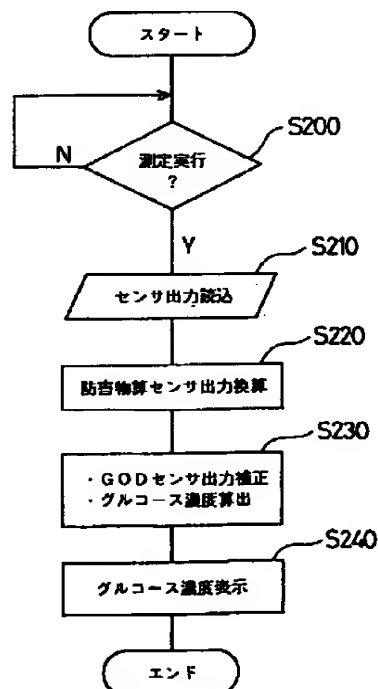 スタート
S200
N
測定実行
?
Y
S210
センサ出力読込
S220
防害物算センサ出力換算
S230
・GODセンサ出力補正
・グルコース濃度算出
S240
グルコース濃度表示
エンド